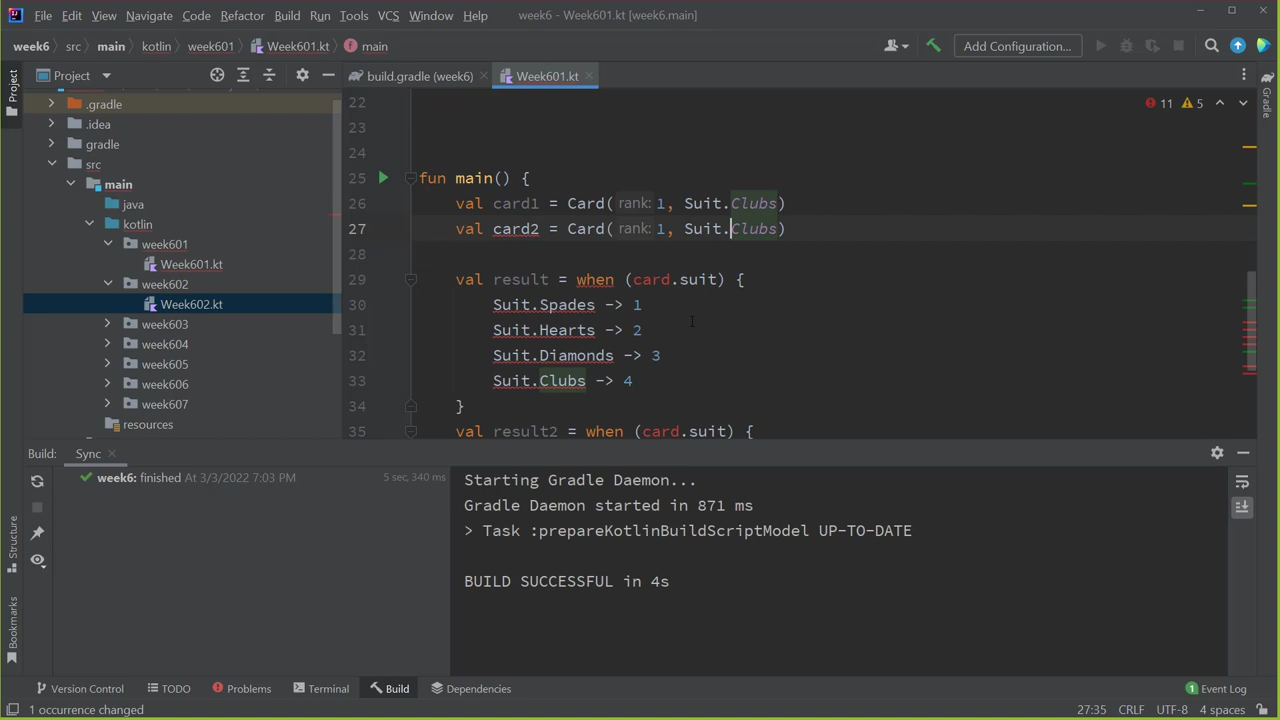 File Edit View Navigate Code Refactor Build Run Tools VCS Window Help week6 - Week601.kt [week6.main]
week6 src main kotlin week601 Week601.kt main Add Configuration...
Project Project build.gradle (week6) Week601.kt Gradle
11 5
.gradle
.idea
gradle
src
main
java
kotlin
week601
Week601.kt
week602
Week602.kt
week603
week604
week605
week606
week607
resources
22
23
24
25 fun main() {
26 val card1 = Card( rank: 1, Suit.Clubs)
27 val card2 = Card( rank: 1, Suit.Clubs)
28
29 val result = when (card.suit) {
30 Suit.Spades -> 1
31 Suit.Hearts -> 2
32 Suit.Diamonds -> 3
33 Suit.Clubs -> 4
34 }
35 val result2 = when (card.suit) {
Build: Sync
week6: finished At 3/3/2022 7:03 PM 5 sec, 340 ms
Starting Gradle Daemon...
Gradle Daemon started in 871 ms
> Task :prepareKotlinBuildScriptModel UP-TO-DATE
BUILD SUCCESSFUL in 4s
Structure
Bookmarks
Version Control TODO Problems Terminal Build Dependencies 1 Event Log
1 occurrence changed 27:35 CRLF UTF-8 4 spaces